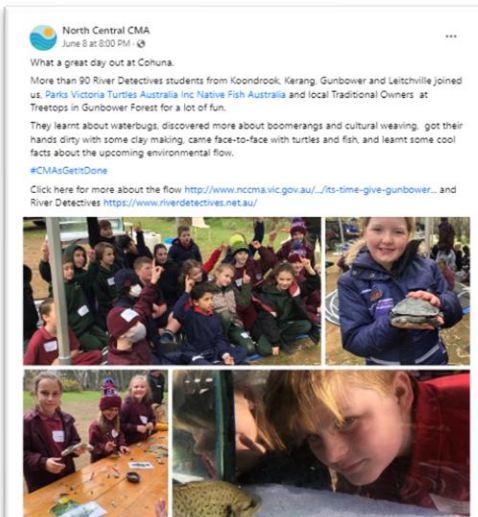 North Central CMA
June 8 at 8:00 PM ·
...
What a great day out at Cohuna.
More than 90 River Detectives students from Koondrook, Kerang, Gunbower and Leitchville joined
us, Parks Victoria Turtles Australia Inc Native Fish Australia and local Traditional Owners at
Treetops in Gunbower Forest for a lot of fun.
They learnt about waterbugs, discovered more about boomerangs and cultural weaving, got their
hands dirty with some clay making, came face-to-face with turtles and fish, and learnt some cool
facts about the upcoming environmental flow.
#CMAsGetItDone
Click here for more about the flow http://www.nccma.vic.gov.au/.../its-time-give-gunbower... and
River Detectives https://www.riverdetectives.net.au/